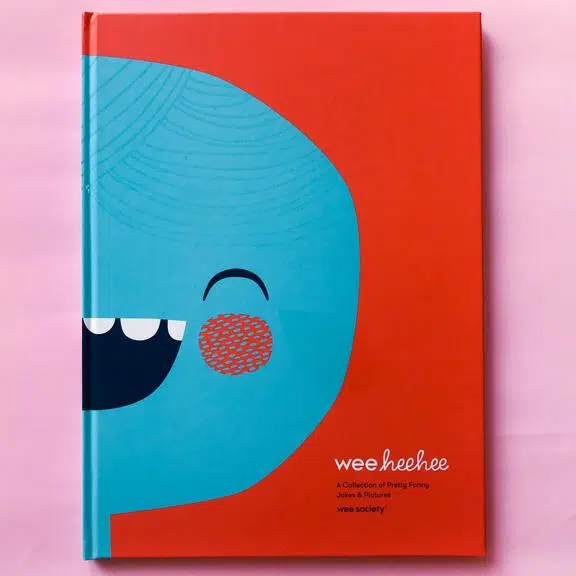 wee heehee
A Collection of Pretty Funny
Jokes & Pictures
wee society